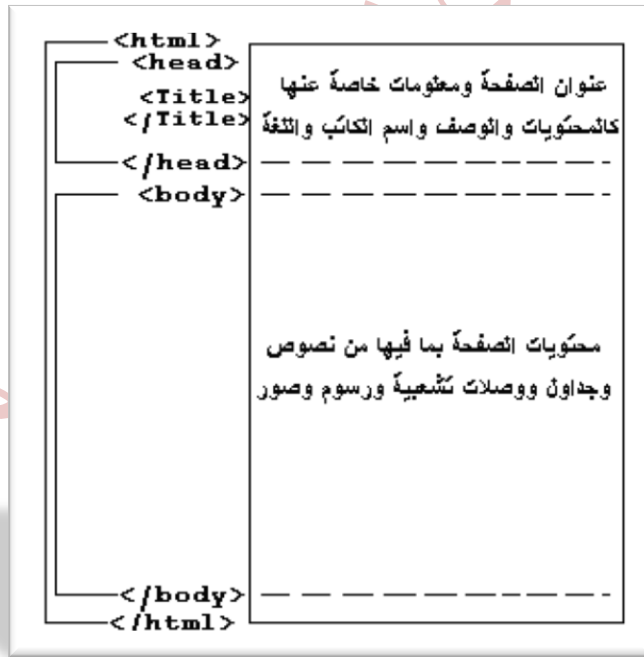 <html>
<head>
<Title>
</Title>
عنوان الصفحة ومعلومات خاصة عنها
كالمحتويات والوصف واسم الكاتب واللغة
</head>
<body>
محتويات الصفحة بما فيها من نصوص
وجداول ووصلات تشعبية ورسوم وصور
</body>
</html>